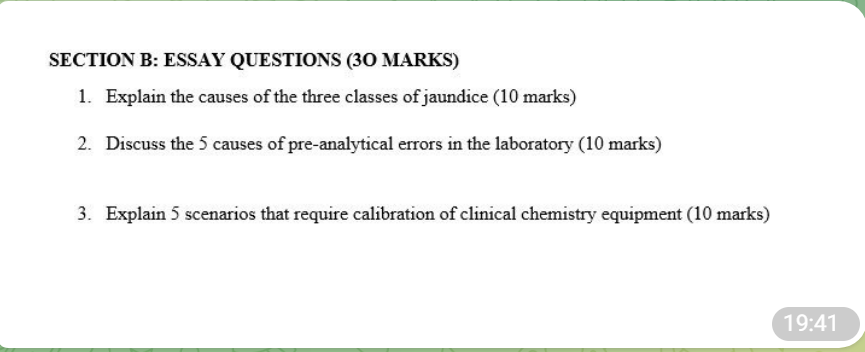 SECTION B: ESSAY QUESTIONS (3O MARKS)
1. Explain the causes of the three classes of jaundice (10 marks)
2. Discuss the 5 causes of pre-analytical errors in the laboratory (10 marks)
3. Explain 5 scenarios that require calibration of clinical chemistry equipment (10 marks)
19:41